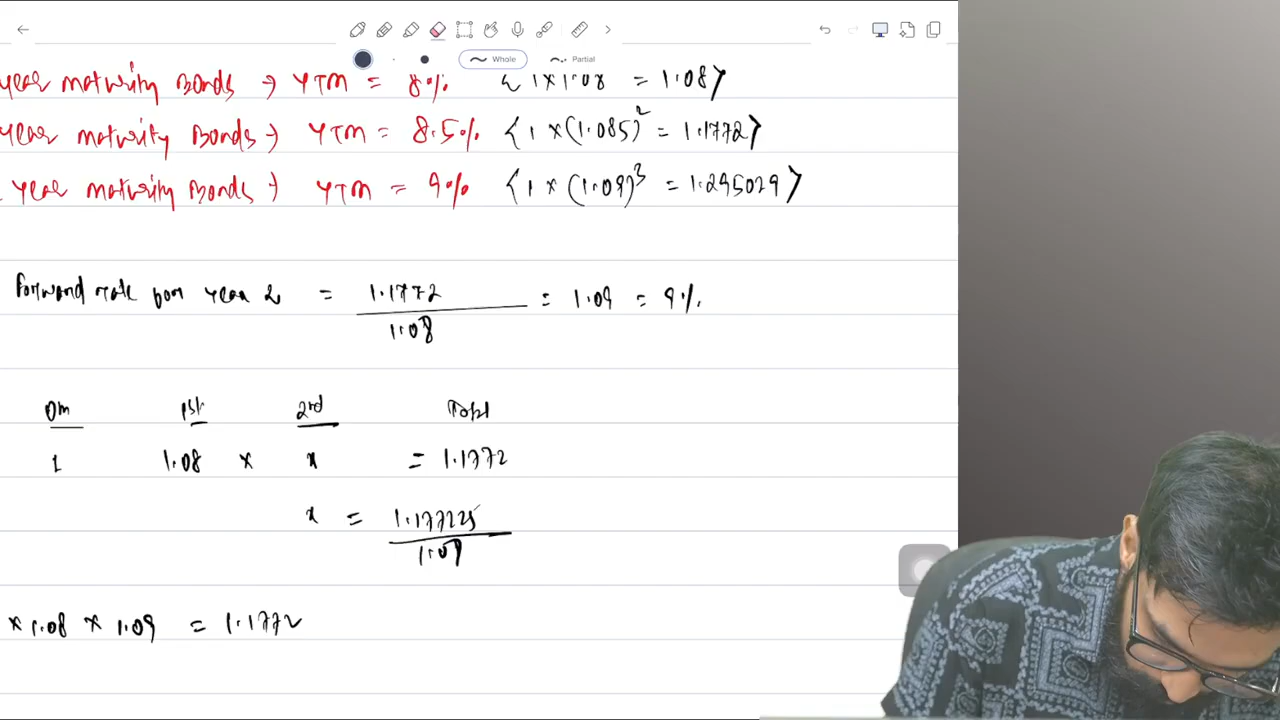 Whole Partial
year maturity Bonds → YTM = 8% { 1 x 1.08 = 1.08 }
year maturity Bonds → YTM = 8.5% { 1 x (1.085)² = 1.1772 }
year maturity Bonds → YTM = 9% { 1 x (1.09)³ = 1.295029 }
Forward rate for year 2 = 1.1772 / 1.08 = 1.09 = 9%
1st 2nd Total
1 1.08 x x = 1.1772
x = 1.177225 / 1.08
x 1.08 x 1.09 = 1.1772